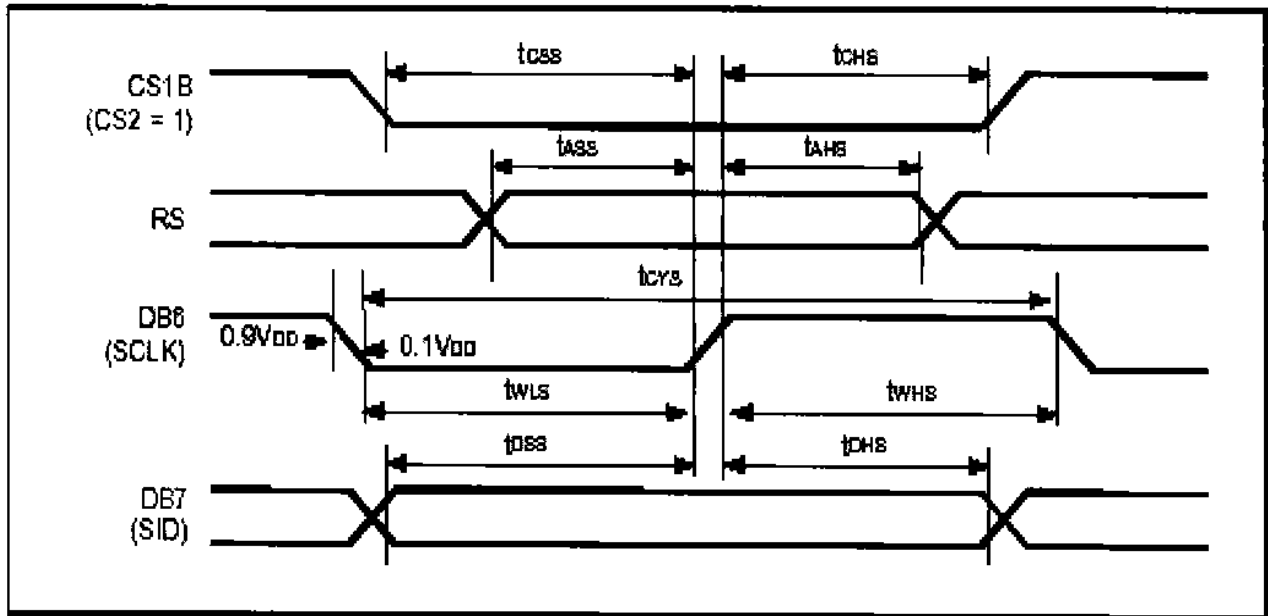 tCSS tCHS
CS1B
(CS2 = 1)
tASS tAHS
RS
tCYS
DB6
(SCLK)
0.9VDD 0.1VDD
tWLS tWHS
tDSS tDHS
DB7
(SID)